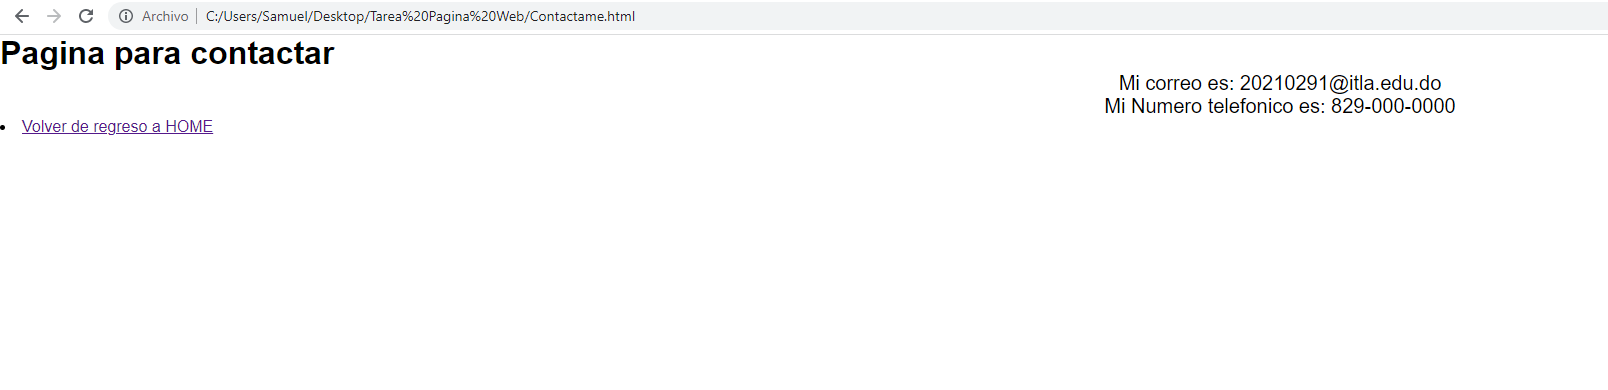 Archivo C:/Users/Samuel/Desktop/Tarea%20Pagina%20Web/Contactame.html
Pagina para contactar
Mi correo es: 20210291@itla.edu.do
Mi Numero telefonico es: 829-000-0000
Volver de regreso a HOME